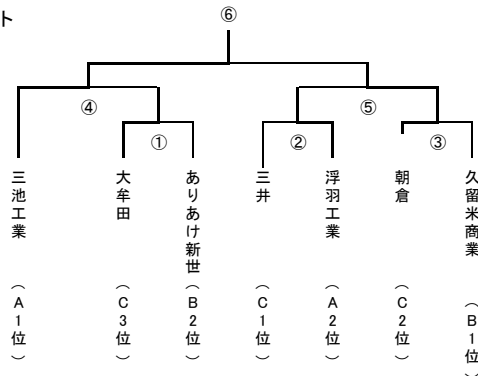 ト
⑥
④
⑤
①
②
③
三池工業
（A1位）
大牟田
（C3位）
ありあけ新世
（B2位）
三井
（C1位）
浮羽工業
（A2位）
朝倉
（C2位）
久留米商業
（B1位）